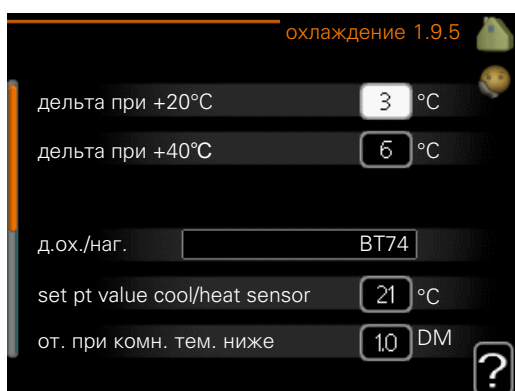 охлаждение 1.9.5
дельта при +20°C 3 °C
дельта при +40°C 6 °C
д.ох./наг. BT74
set pt value cool/heat sensor 21 °C
от. при комн. тем. ниже 1.0 DM
?